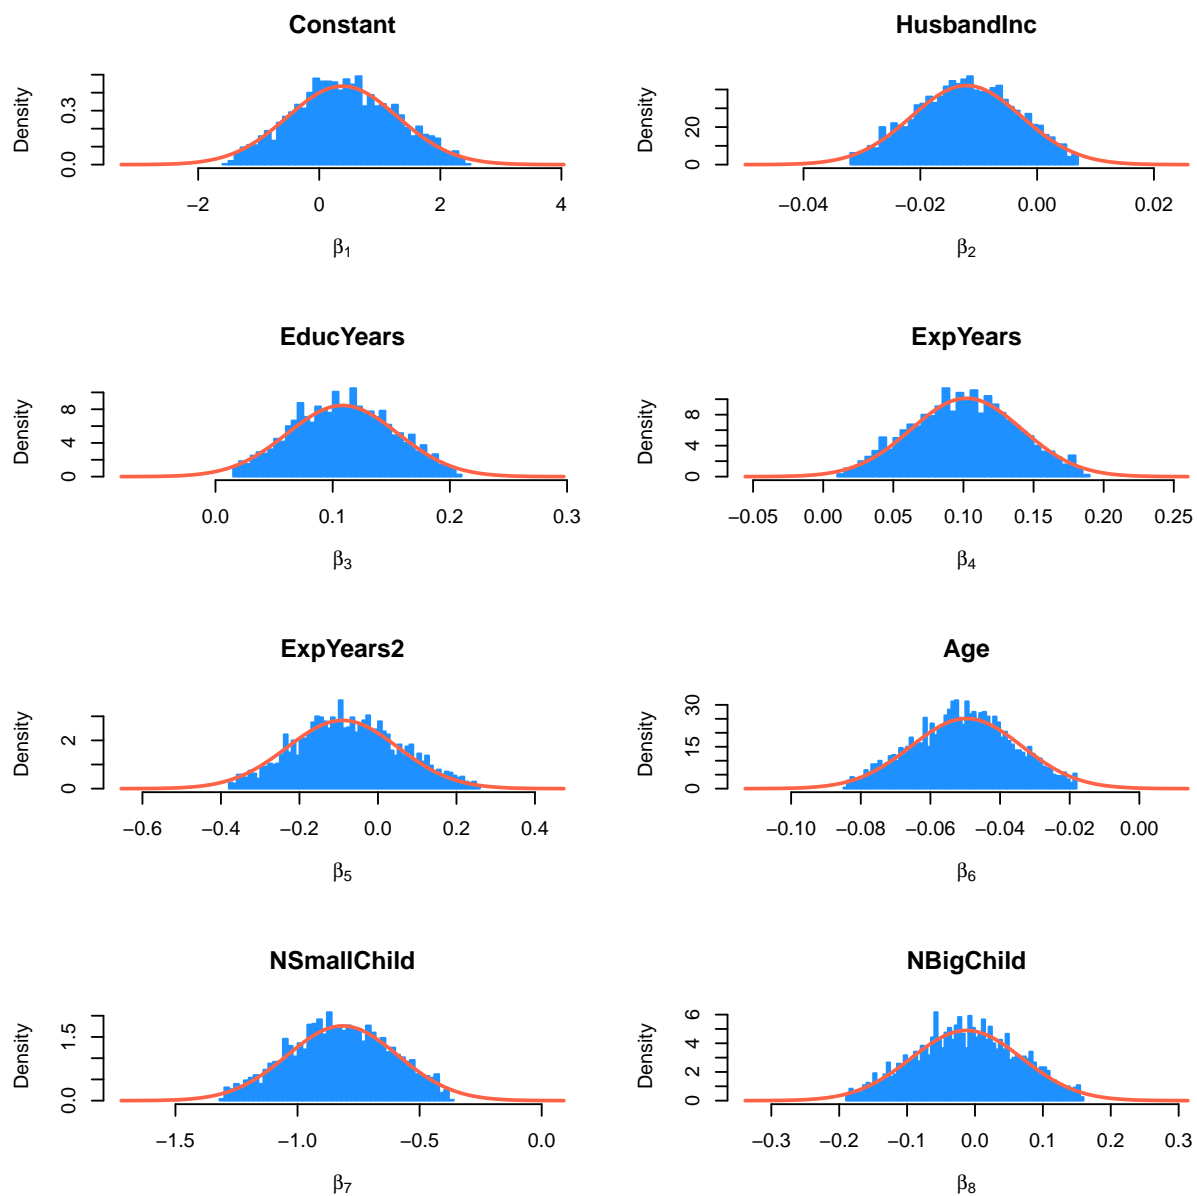 Constant
Density
0.0 0.3
−2 0 2 4
β1
HusbandInc
Density
0 20
−0.04 −0.02 0.00 0.02
β2
EducYears
Density
0 4 8
0.0 0.1 0.2 0.3
β3
ExpYears
Density
0 4 8
−0.05 0.00 0.05 0.10 0.15 0.20 0.25
β4
ExpYears2
Density
0 2
−0.6 −0.4 −0.2 0.0 0.2 0.4
β5
Age
Density
0 15 30
−0.10 −0.08 −0.06 −0.04 −0.02 0.00
β6
NSmallChild
Density
0.0 1.5
−1.5 −1.0 −0.5 0.0
β7
NBigChild
Density
0 2 4 6
−0.3 −0.2 −0.1 0.0 0.1 0.2 0.3
β8